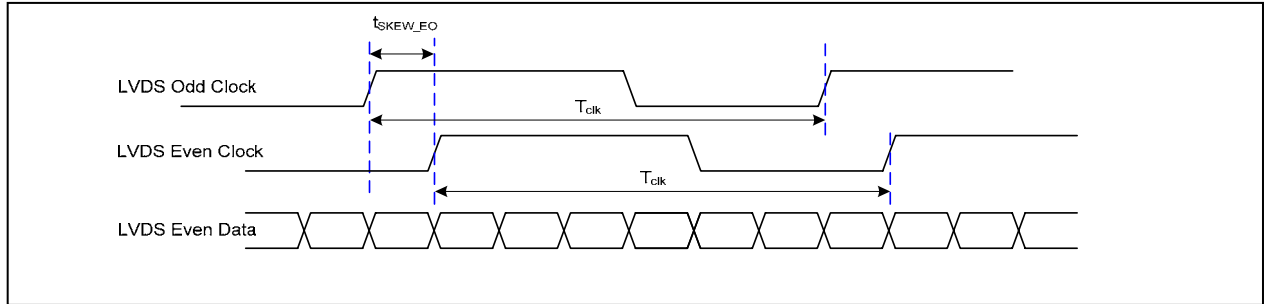 tSKEW_EO
LVDS Odd Clock
Tclk
LVDS Even Clock
Tclk
LVDS Even Data